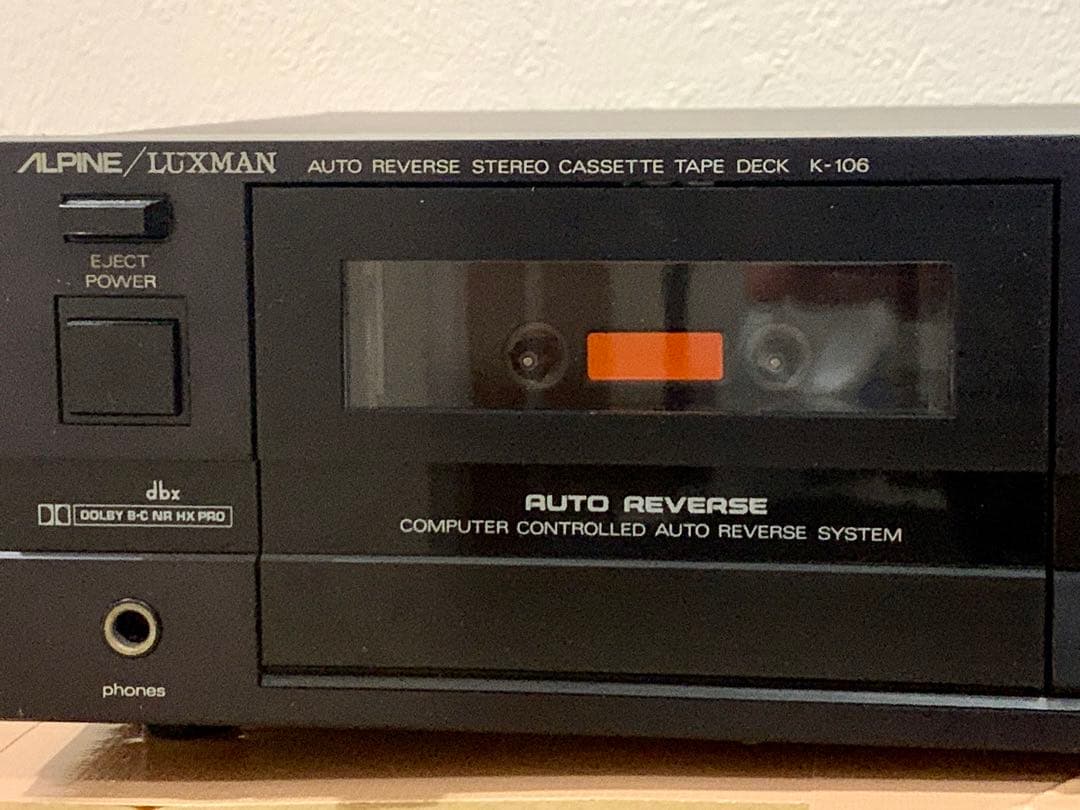 ALPINE/LUXMAN AUTO REVERSE STEREO CASSETTE TAPE DECK K-106
EJECT
POWER
dbx
DOLBY B-C NR HX PRO
AUTO REVERSE
COMPUTER CONTROLLED AUTO REVERSE SYSTEM
phones